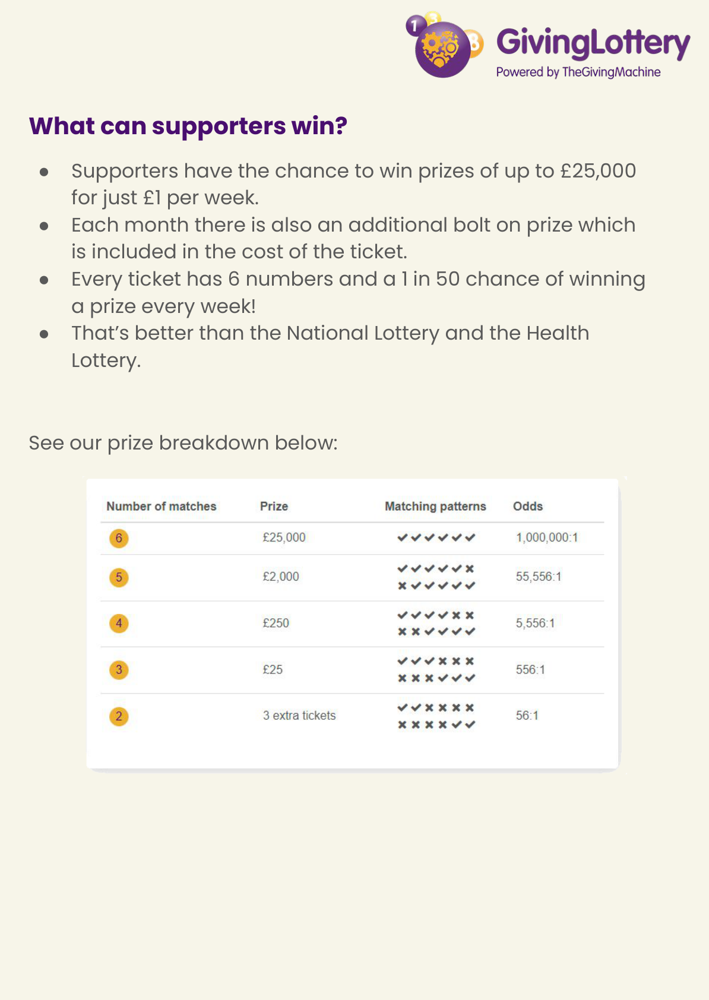 1 3 8
GivingLottery
Powered by TheGivingMachine
What can supporters win?
● Supporters have the chance to win prizes of up to £25,000
for just £1 per week.
● Each month there is also an additional bolt on prize which
is included in the cost of the ticket.
● Every ticket has 6 numbers and a 1 in 50 chance of winning
a prize every week!
● That's better than the National Lottery and the Health
Lottery.
See our prize breakdown below:
Number of matches Prize Matching patterns Odds
6 £25,000 ✔✔✔✔✔✔ 1,000,000:1
✔✔✔✔✔✖
5 £2,000 55,556:1
✖✔✔✔✔✔
✔✔✔✔✖✖
4 £250 5,556:1
✖✖✔✔✔✔
✔✔✔✖✖✖
3 £25 556:1
✖✖✖✔✔✔
✔✔✖✖✖✖
2 3 extra tickets 56:1
✖✖✖✖✔✔